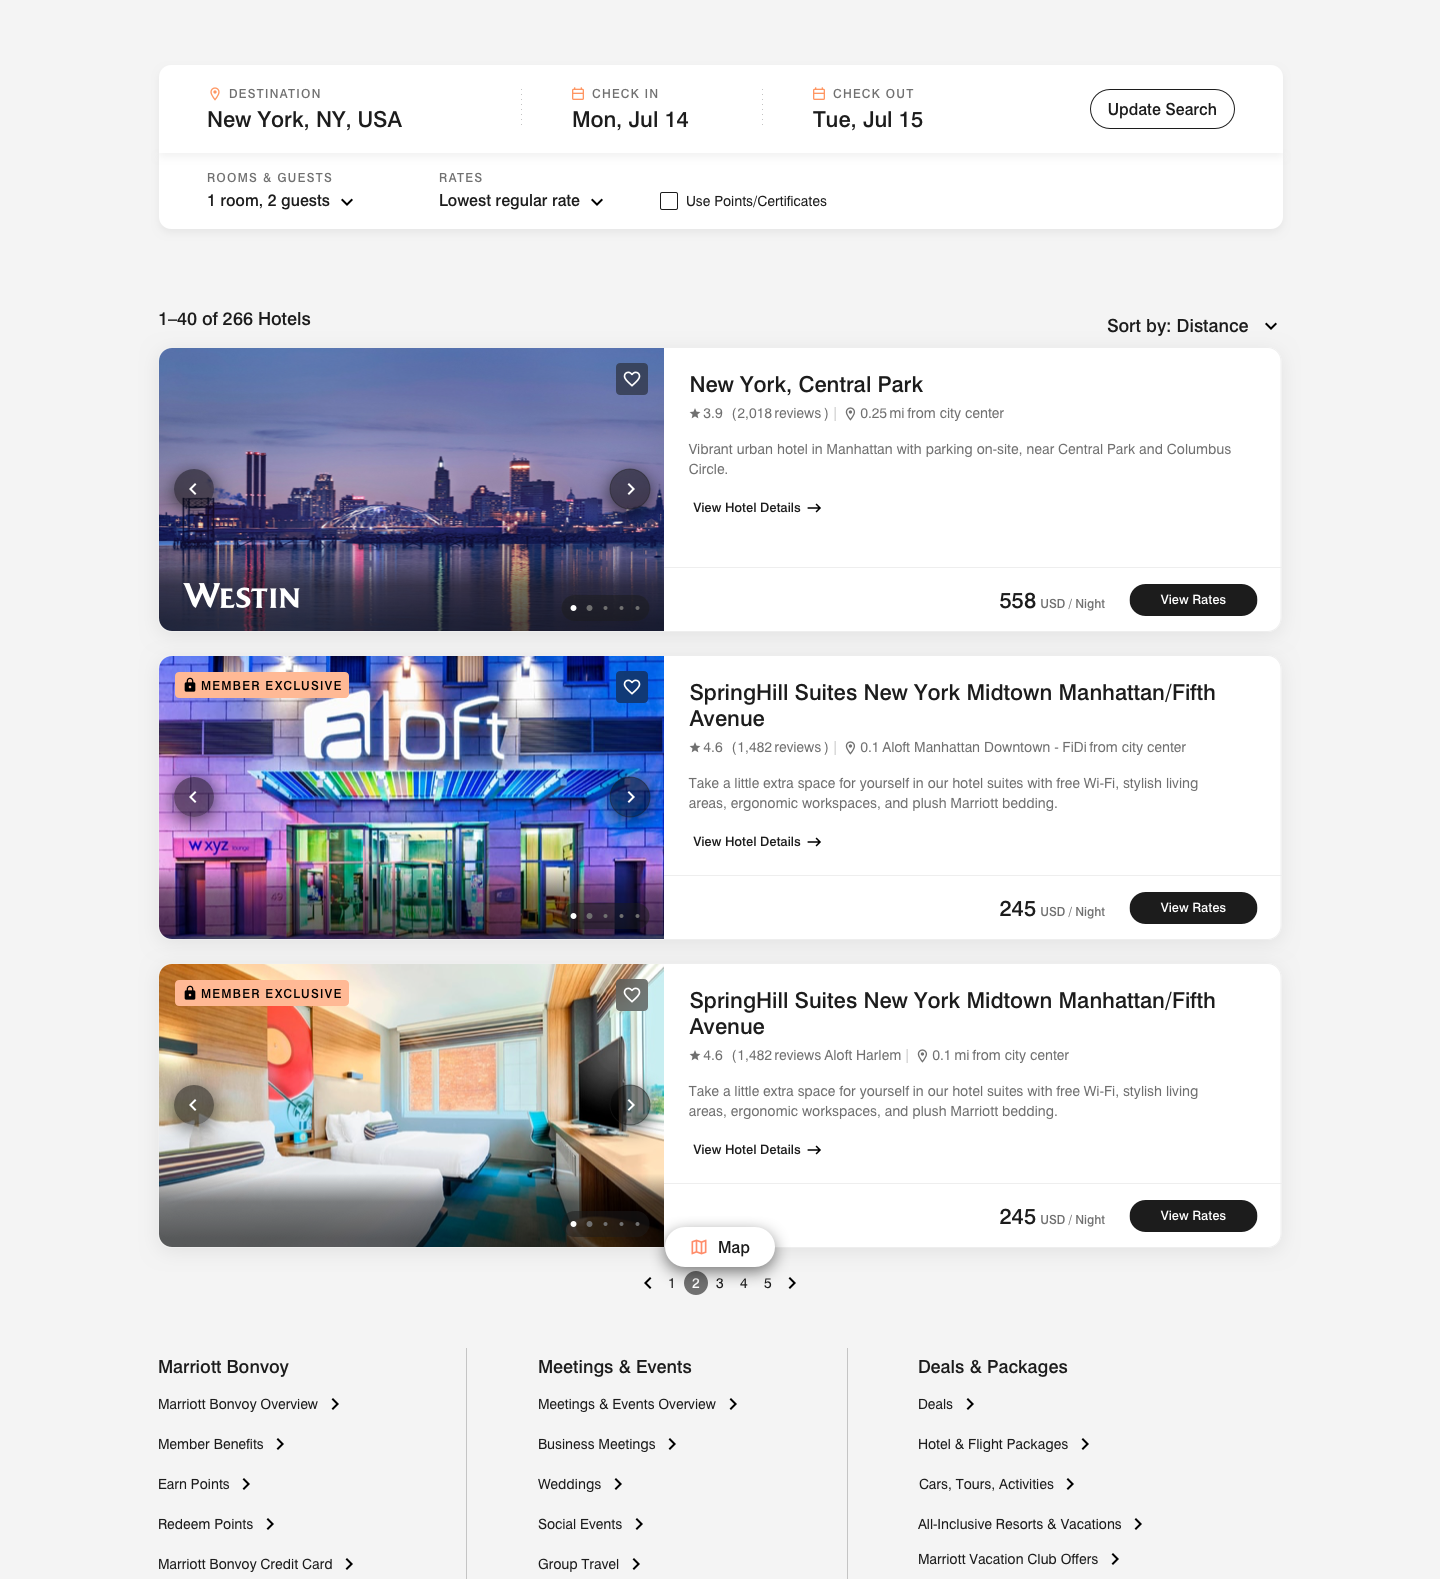 DESTINATION
New York, NY, USA
CHECK IN
Mon, Jul 14
CHECK OUT
Tue, Jul 15
Update Search
ROOMS & GUESTS
1 room, 2 guests
RATES
Lowest regular rate
Use Points/Certificates
1–40 of 266 Hotels
Sort by: Distance
WESTIN
New York, Central Park
3.9 (2,018 reviews ) | 0.25 mi from city center
Vibrant urban hotel in Manhattan with parking on-site, near Central Park and Columbus
Circle.
View Hotel Details
558 USD / Night
View Rates
MEMBER EXCLUSIVE
aloft
wxyz lounge
SpringHill Suites New York Midtown Manhattan/Fifth
Avenue
4.6 (1,482 reviews ) | 0.1 Aloft Manhattan Downtown - FiDi from city center
Take a little extra space for yourself in our hotel suites with free Wi-Fi, stylish living
areas, ergonomic workspaces, and plush Marriott bedding.
View Hotel Details
245 USD / Night
View Rates
MEMBER EXCLUSIVE
SpringHill Suites New York Midtown Manhattan/Fifth
Avenue
4.6 (1,482 reviews Aloft Harlem | 0.1 mi from city center
Take a little extra space for yourself in our hotel suites with free Wi-Fi, stylish living
areas, ergonomic workspaces, and plush Marriott bedding.
View Hotel Details
245 USD / Night
View Rates
Map
1 2 3 4 5
Marriott Bonvoy
Marriott Bonvoy Overview
Member Benefits
Earn Points
Redeem Points
Marriott Bonvoy Credit Card
Meetings & Events
Meetings & Events Overview
Business Meetings
Weddings
Social Events
Group Travel
Deals & Packages
Deals
Hotel & Flight Packages
Cars, Tours, Activities
All-Inclusive Resorts & Vacations
Marriott Vacation Club Offers